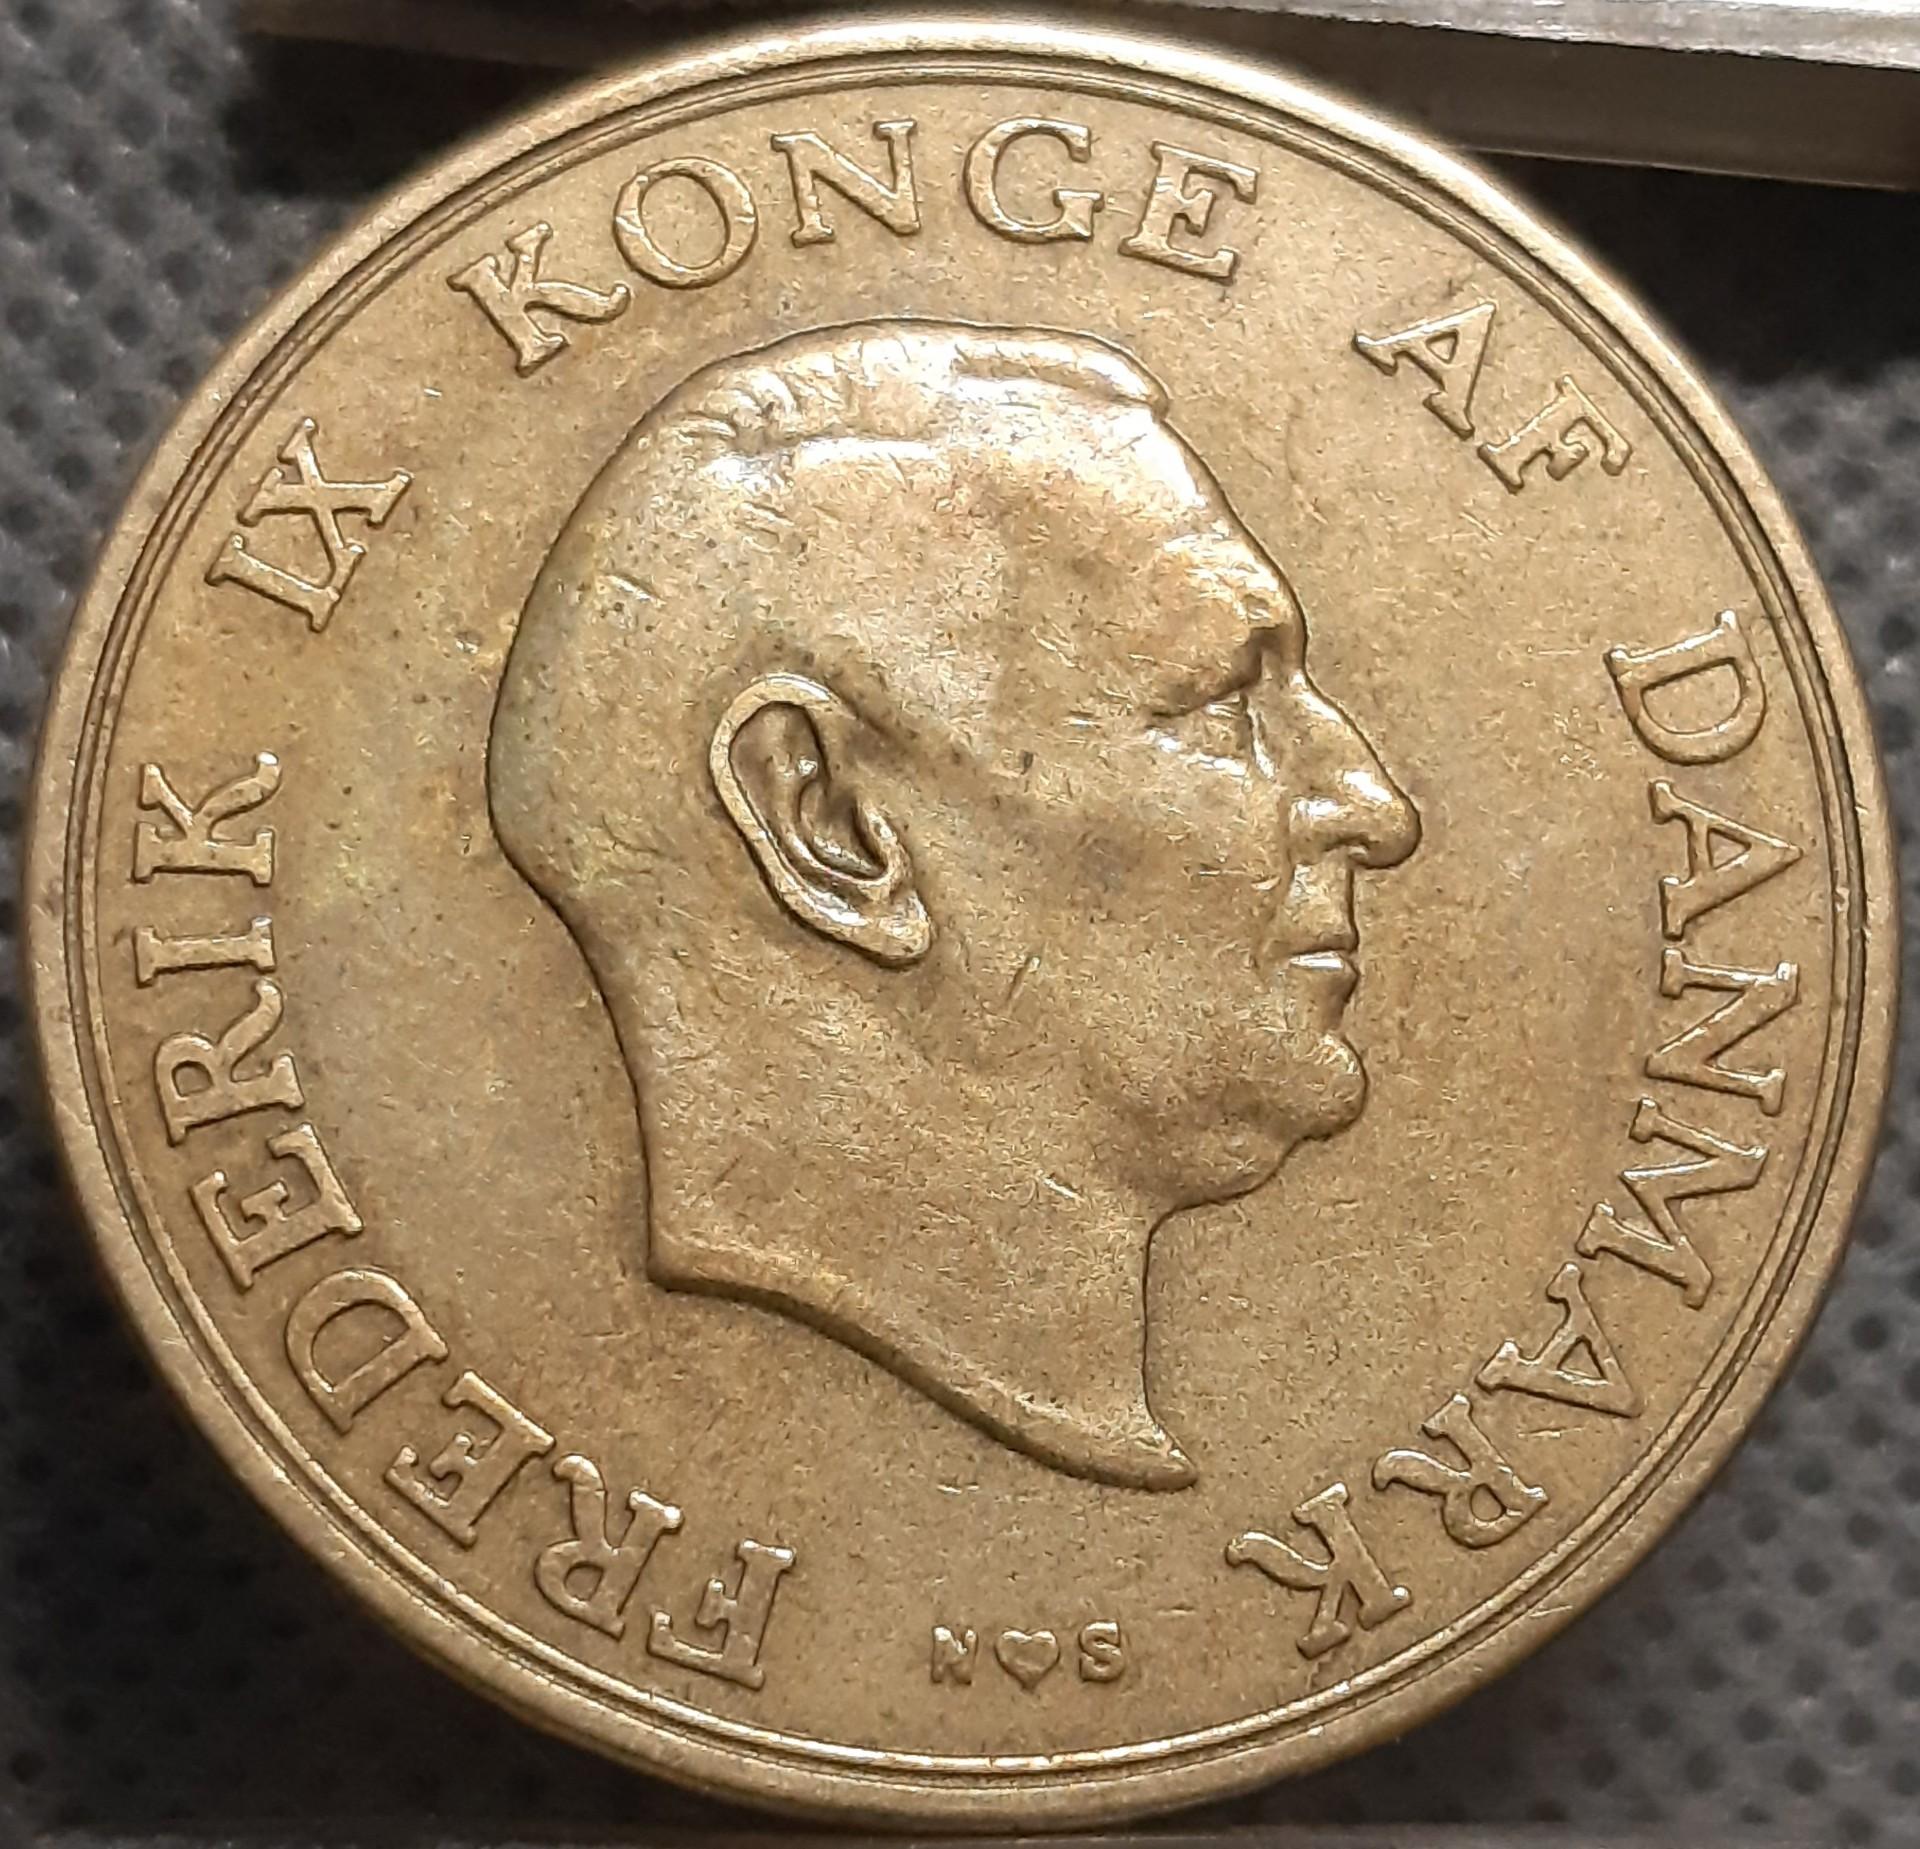 FREDERIK IX KONGE AF DANMARK
N♥S